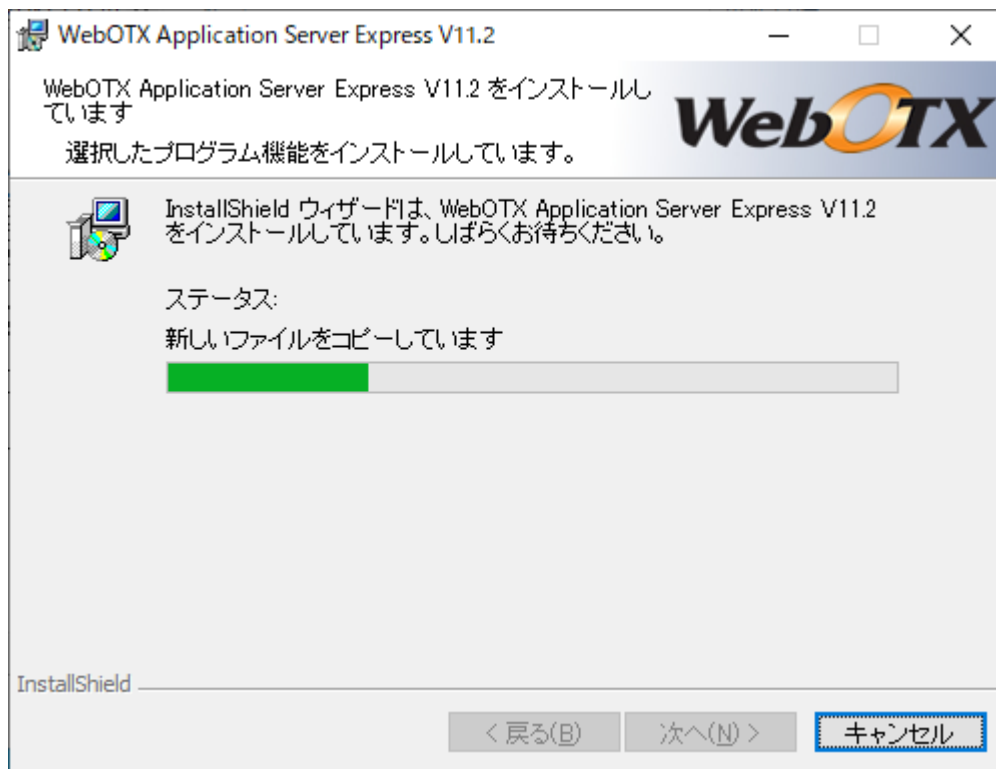 WebOTX Application Server Express V11.2
WebOTX Application Server Express V11.2 をインストールし
ています
選択したプログラム機能をインストールしています。
WebOTX
InstallShield ウィザードは、WebOTX Application Server Express V11.2
をインストールしています。しばらくお待ちください。
ステータス:
新しいファイルをコピーしています
InstallShield
< 戻る(B)
次へ(N) >
キャンセル